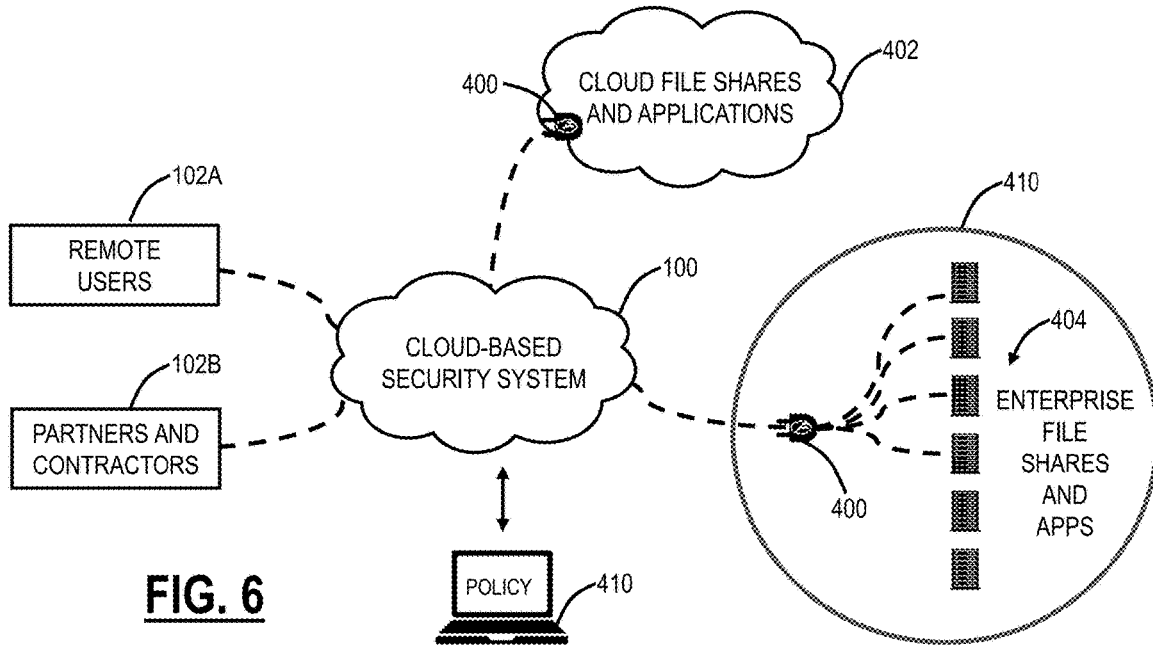 402
400
CLOUD FILE SHARES
AND APPLICATIONS
102A
REMOTE
USERS
410
100
CLOUD-BASED
SECURITY SYSTEM
404
102B
PARTNERS AND
CONTRACTORS
ENTERPRISE
FILE
SHARES
AND
APPS
400
POLICY
410
FIG. 6